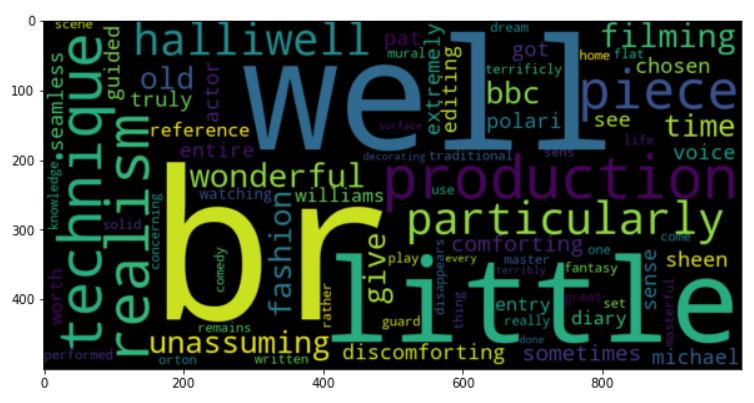 0
100
200
300
400
0
200
400
600
800
scene
dream
halliwell
pat
mural
got
home
flat
filming
well
terrificly
seamless
guided
old
actor
extremely
editing
bbc
piece
chosen
truly
technique
reference
polari
see
time
entire
surface
decorating
traditional
sens
life
voice
knowledge
realism
wonderful
production
watching
williams
use
solid
concerning
br
fashion
particularly
comedy
give
comforting
one
come
worth
play
disappears
every
master
terribly
fantasy
sense
sheen
little
rather
guard
thing
entry
really
great
set
masterful
remains
done
diary
unassuming
performed
orton
written
discomforting
sometimes
michael